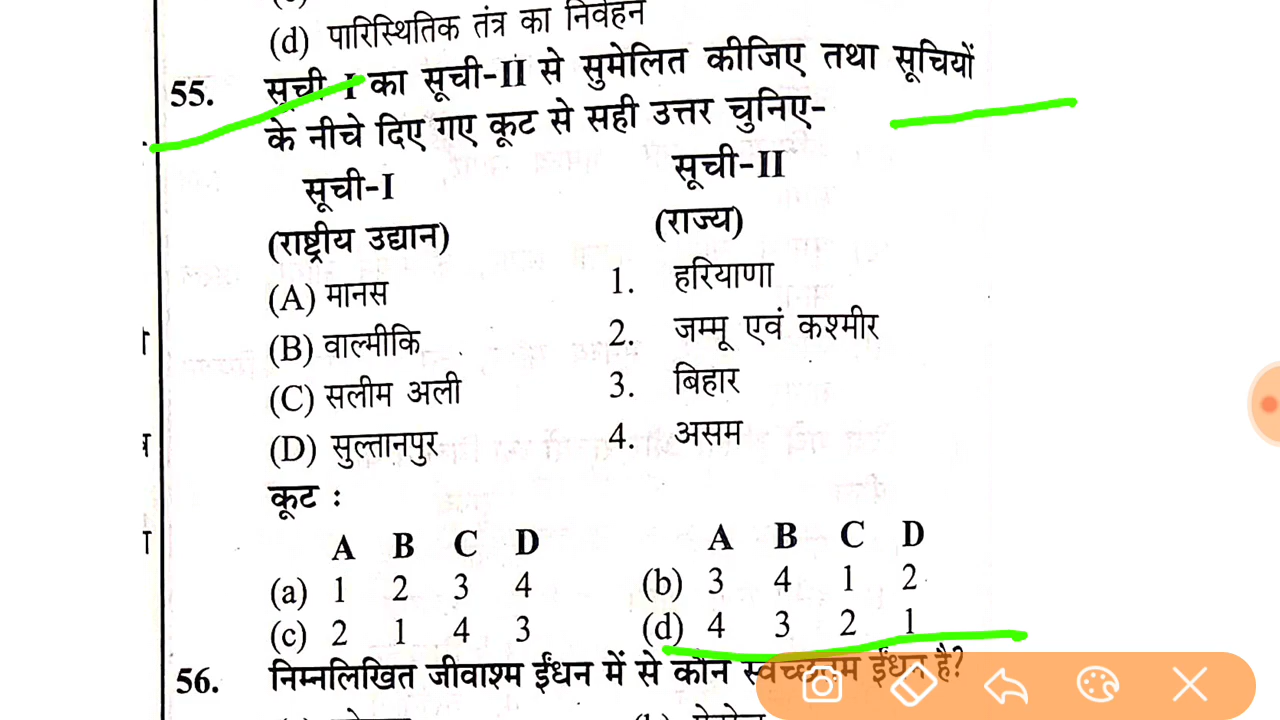 (d) पारिस्थितिक तंत्र का निर्वहन
55. सूची I का सूची-II से सुमेलित कीजिए तथा सूचियों
के नीचे दिए गए कूट से सही उत्तर चुनिए-
सूची-I सूची-II
(राष्ट्रीय उद्यान) (राज्य)
(A) मानस 1. हरियाणा
(B) वाल्मीकि 2. जम्मू एवं कश्मीर
(C) सलीम अली 3. बिहार
(D) सुल्तानपुर 4. असम
कूट :
A B C D A B C D
(a) 1 2 3 4 (b) 3 4 1 2
(c) 2 1 4 3 (d) 4 3 2 1
56. निम्नलिखित जीवाश्म ईंधन में से कौन स्वच्छतम ईंधन है?